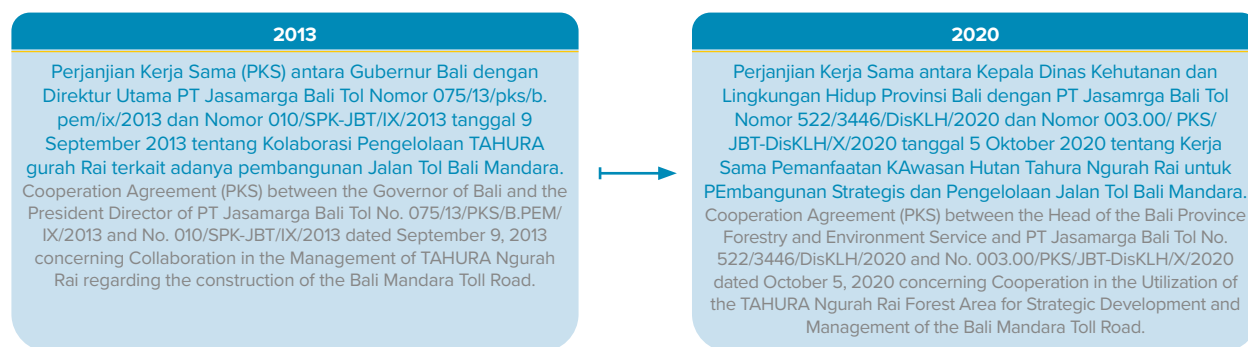 2013
Perjanjian Kerja Sama (PKS) antara Gubernur Bali dengan
Direktur Utama PT Jasamarga Bali Tol Nomor 075/13/pks/b.
pem/ix/2013 dan Nomor 010/SPK-JBT/IX/2013 tanggal 9
September 2013 tentang Kolaborasi Pengelolaan TAHURA
gurah Rai terkait adanya pembangunan Jalan Tol Bali Mandara.
Cooperation Agreement (PKS) between the Governor of Bali and the
President Director of PT Jasamarga Bali Tol No. 075/13/PKS/B.PEM/
IX/2013 and No. 010/SPK-JBT/IX/2013 dated September 9, 2013
concerning Collaboration in the Management of TAHURA Ngurah
Rai regarding the construction of the Bali Mandara Toll Road.
2020
Perjanjian Kerja Sama antara Kepala Dinas Kehutanan dan
Lingkungan Hidup Provinsi Bali dengan PT Jasamrga Bali Tol
Nomor 522/3446/DisKLH/2020 dan Nomor 003.00/ PKS/
JBT-DisKLH/X/2020 tanggal 5 Oktober 2020 tentang Kerja
Sama Pemanfaatan KAwasan Hutan Tahura Ngurah Rai untuk
PEmbangunan Strategis dan Pengelolaan Jalan Tol Bali Mandara.
Cooperation Agreement (PKS) between the Head of the Bali Province
Forestry and Environment Service and PT Jasamarga Bali Tol No.
522/3446/DisKLH/2020 and No. 003.00/PKS/JBT-DisKLH/X/2020
dated October 5, 2020 concerning Cooperation in the Utilization of
the TAHURA Ngurah Rai Forest Area for Strategic Development and
Management of the Bali Mandara Toll Road.